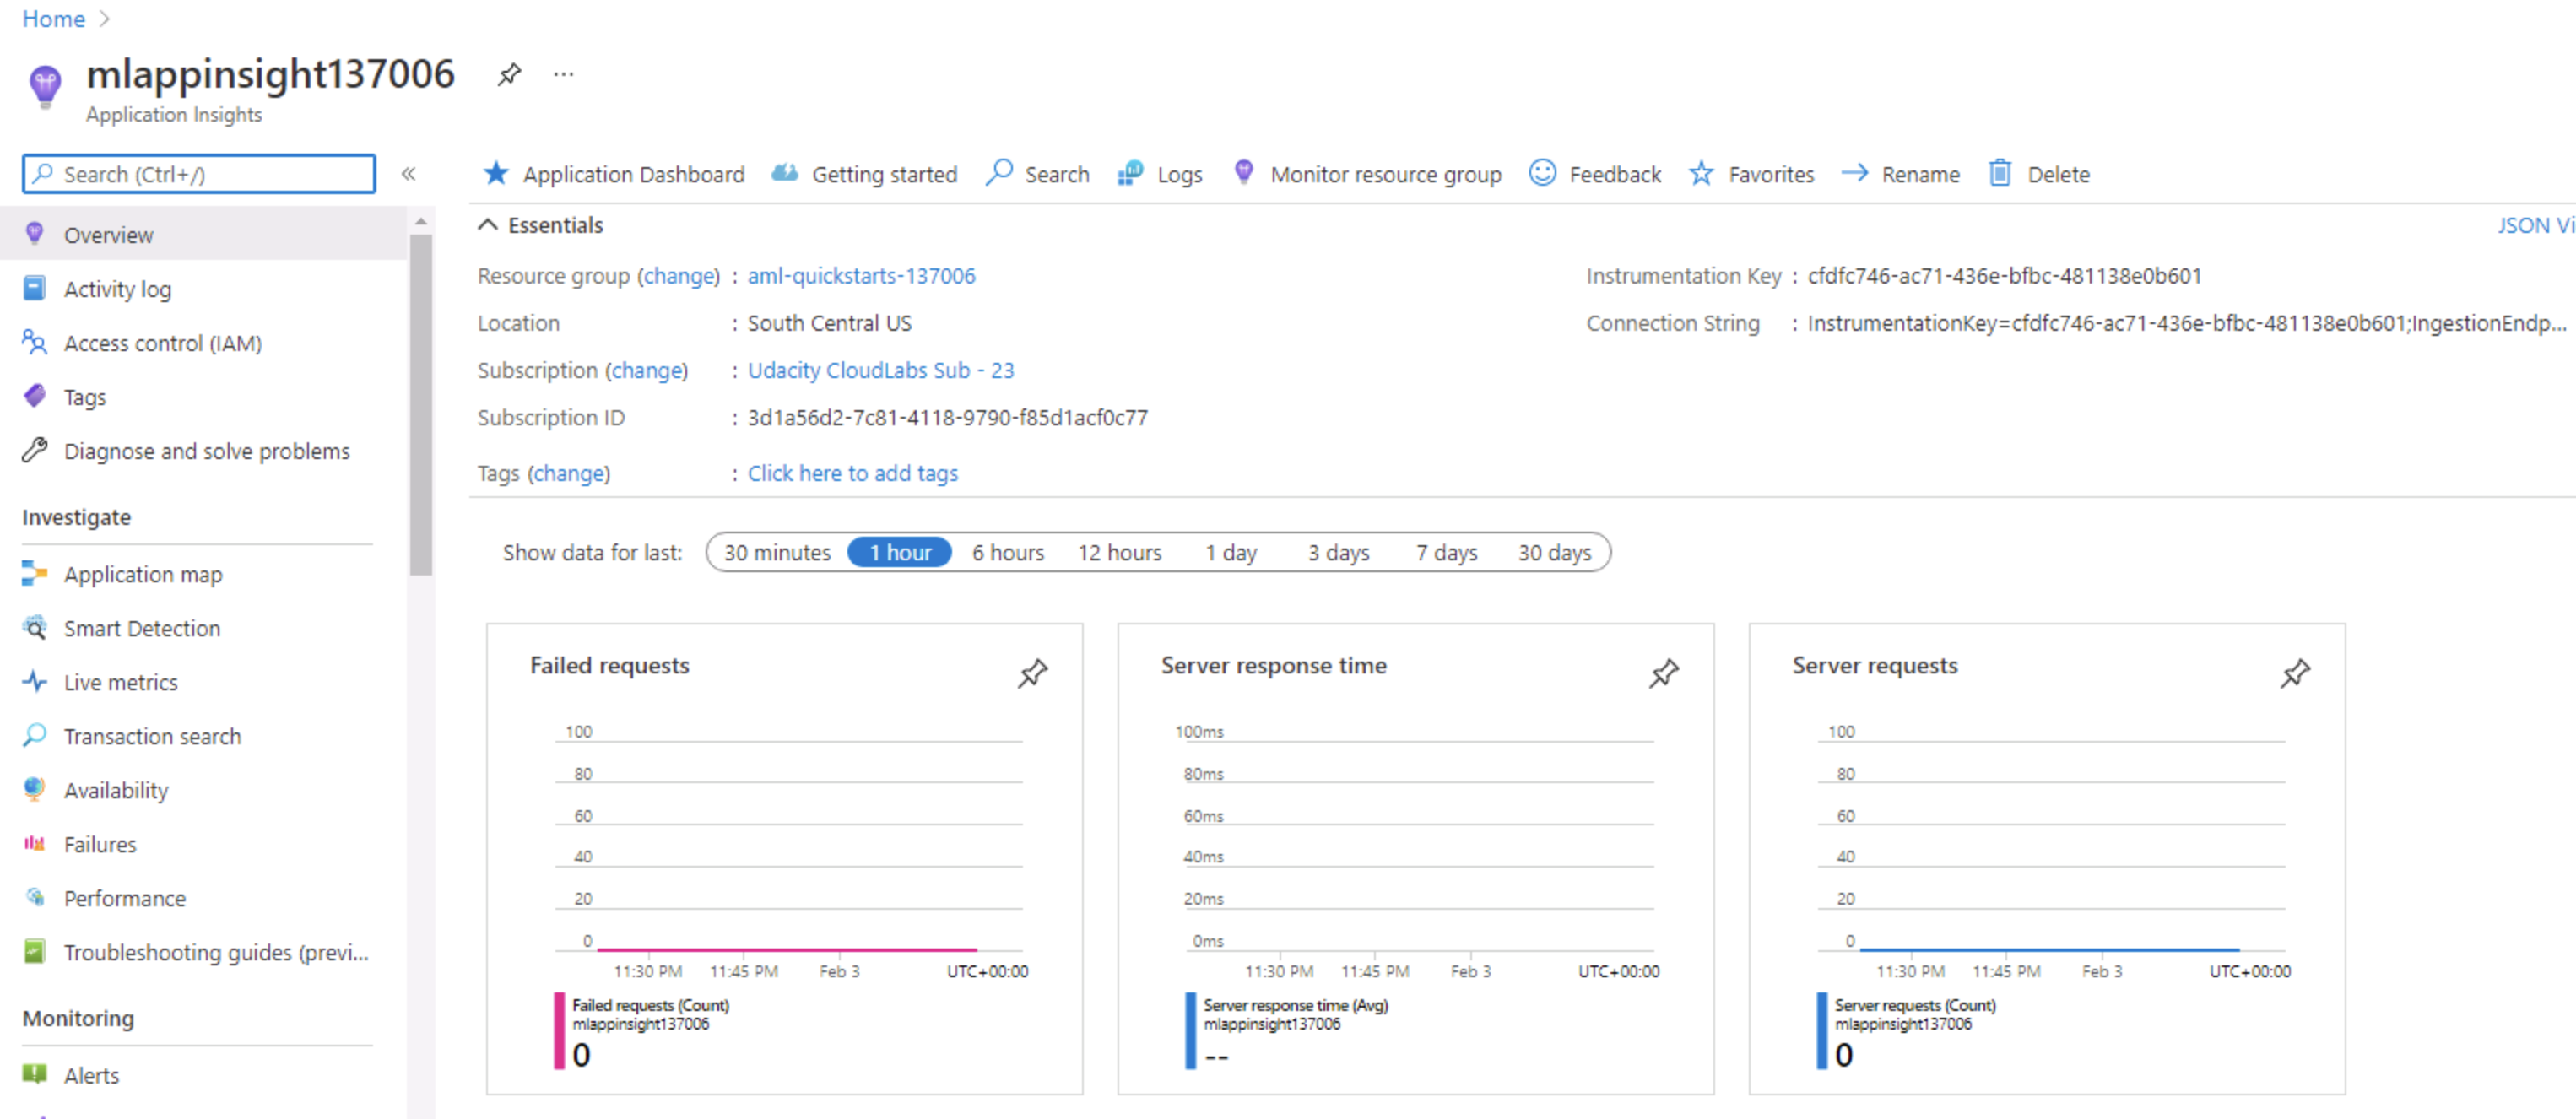 Home
mlappinsight137006 ...
Application Insights
Search (Ctrl+/) «
Application Dashboard Getting started Search Logs Monitor resource group Feedback Favorites Rename Delete
Overview
Activity log
Access control (IAM)
Tags
Diagnose and solve problems
Investigate
Application map
Smart Detection
Live metrics
Transaction search
Availability
Failures
Performance
Troubleshooting guides (previ...
Monitoring
Alerts
Essentials
JSON Vi
Resource group (change) : aml-quickstarts-137006
Location : South Central US
Subscription (change) : Udacity CloudLabs Sub - 23
Subscription ID : 3d1a56d2-7c81-4118-9790-f85d1acf0c77
Tags (change) : Click here to add tags
Instrumentation Key : cfdfc746-ac71-436e-bfbc-481138e0b601
Connection String : InstrumentationKey=cfdfc746-ac71-436e-bfbc-481138e0b601;IngestionEndp...
Show data for last: 30 minutes 1 hour 6 hours 12 hours 1 day 3 days 7 days 30 days
Failed requests
100
80
60
40
20
0
11:30 PM 11:45 PM Feb 3 UTC+00:00
Failed requests (Count)
mlappinsight137006
0
Server response time
100ms
80ms
60ms
40ms
20ms
0ms
11:30 PM 11:45 PM Feb 3 UTC+00:00
Server response time (Avg)
mlappinsight137006
--
Server requests
100
80
60
40
20
0
11:30 PM 11:45 PM Feb 3 UTC+00:00
Server requests (Count)
mlappinsight137006
0